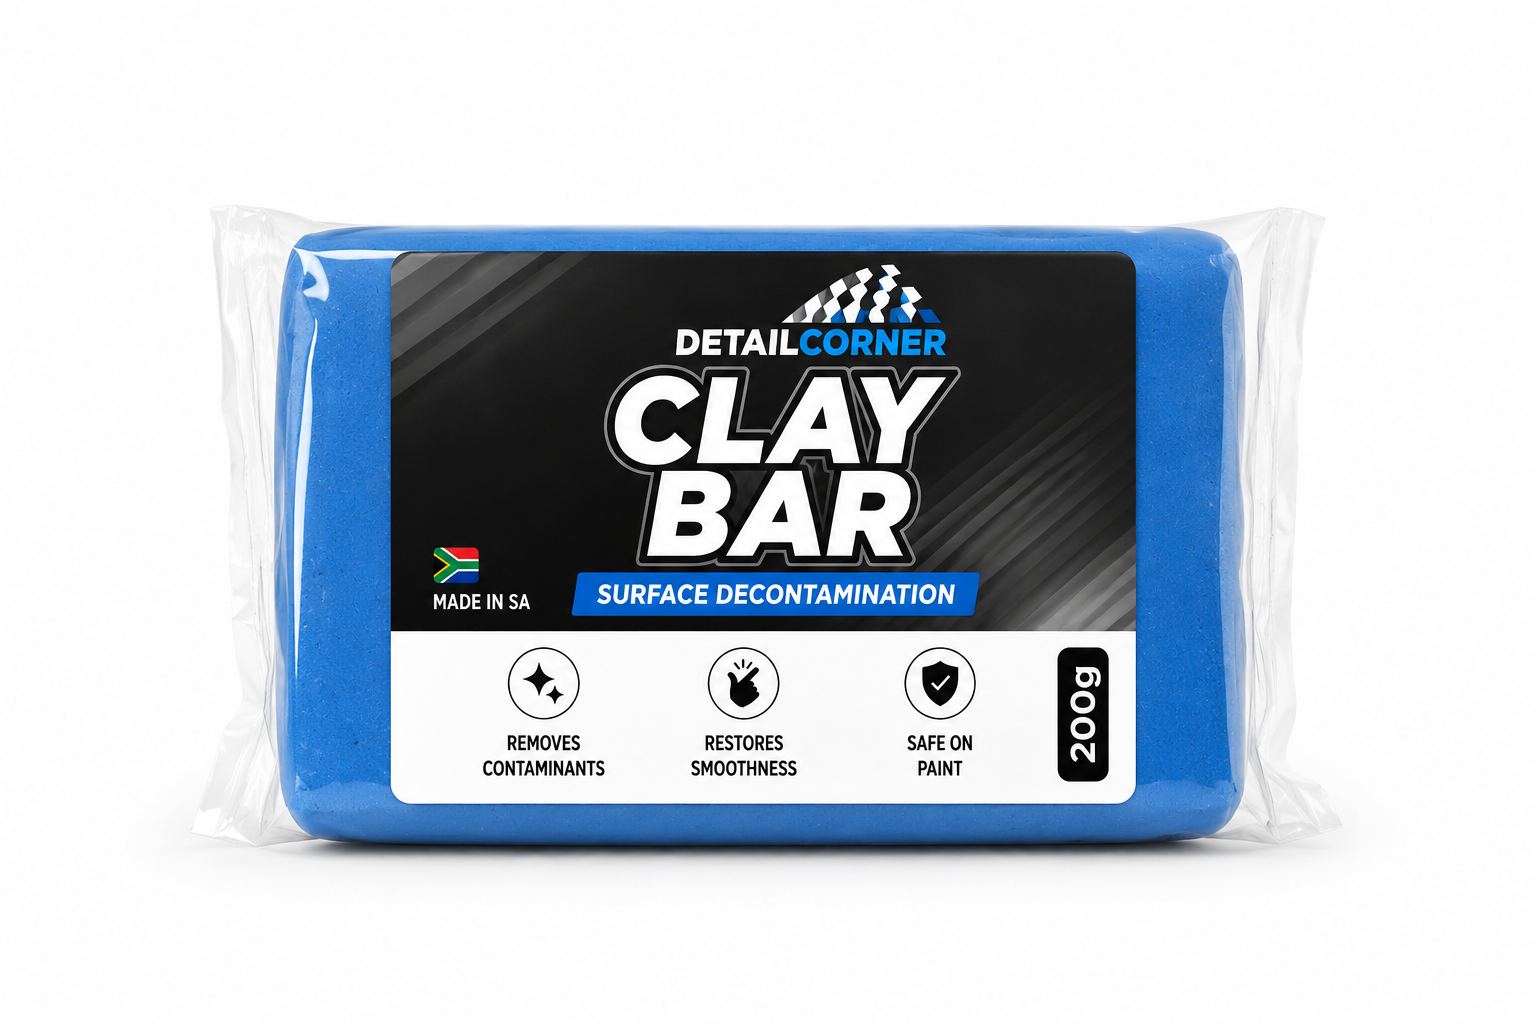 DETAILCORNER
CLAY
BAR
SURFACE DECONTAMINATION
MADE IN SA
REMOVES
CONTAMINANTS
RESTORES
SMOOTHNESS
SAFE ON
PAINT
200g